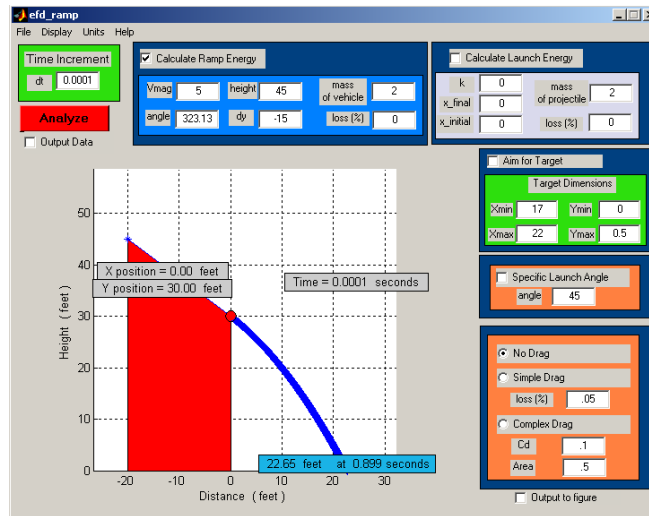 efd_ramp
File Display Units Help
Time Increment
dt 0.0001
Analyze
Output Data
Calculate Ramp Energy
Vmag 5 height 45 mass of vehicle 2
angle 323.13 dy -15 loss (%) 0
Calculate Launch Energy
k 0
x_final 0
x_initial 0
mass of projectile 2
loss (%) 0
Aim for Target
Target Dimensions
Xmin 17 Ymin 0
Xmax 22 Ymax 0.5
Specific Launch Angle
angle 45
No Drag
Simple Drag
loss (%) .05
Complex Drag
Cd .1
Area .5
Output to figure
X position = 0.00 feet
Y position = 30.00 feet
Time = 0.0001 seconds
22.65 feet at 0.899 seconds
Height (feet)
50
40
30
20
10
0
-20 -10 0 10 20 30
Distance (feet)